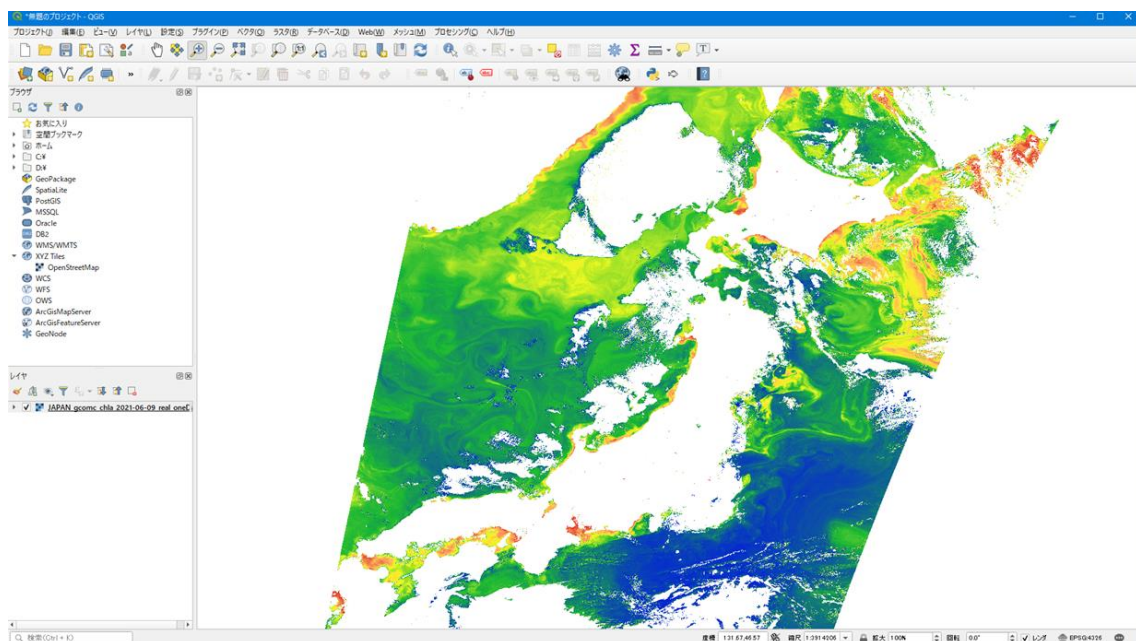 *無題のプロジェクト - QGIS
プロジェクト(J) 編集(E) ビュー(V) レイヤ(L) 設定(S) プラグイン(P) ベクタ(O) ラスタ(R) データベース(D) Web(W) メッシュ(M) プロセシング(C) ヘルプ(H)
ブラウザ
お気に入り
空間ブックマーク
ホーム
C:¥
D:¥
GeoPackage
SpatiaLite
PostGIS
MSSQL
Oracle
DB2
WMS/WMTS
XYZ Tiles
OpenStreetMap
WCS
WFS
OWS
ArcGisMapServer
ArcGisFeatureServer
GeoNode
レイヤ
JAPAN_gcomc_chla_2021-06-09_real_one
検索(Ctrl + K)
座標 131.67,46.57 縮尺 1:3914206 拡大 100% 回転 0.0° レンダ EPSG:4326